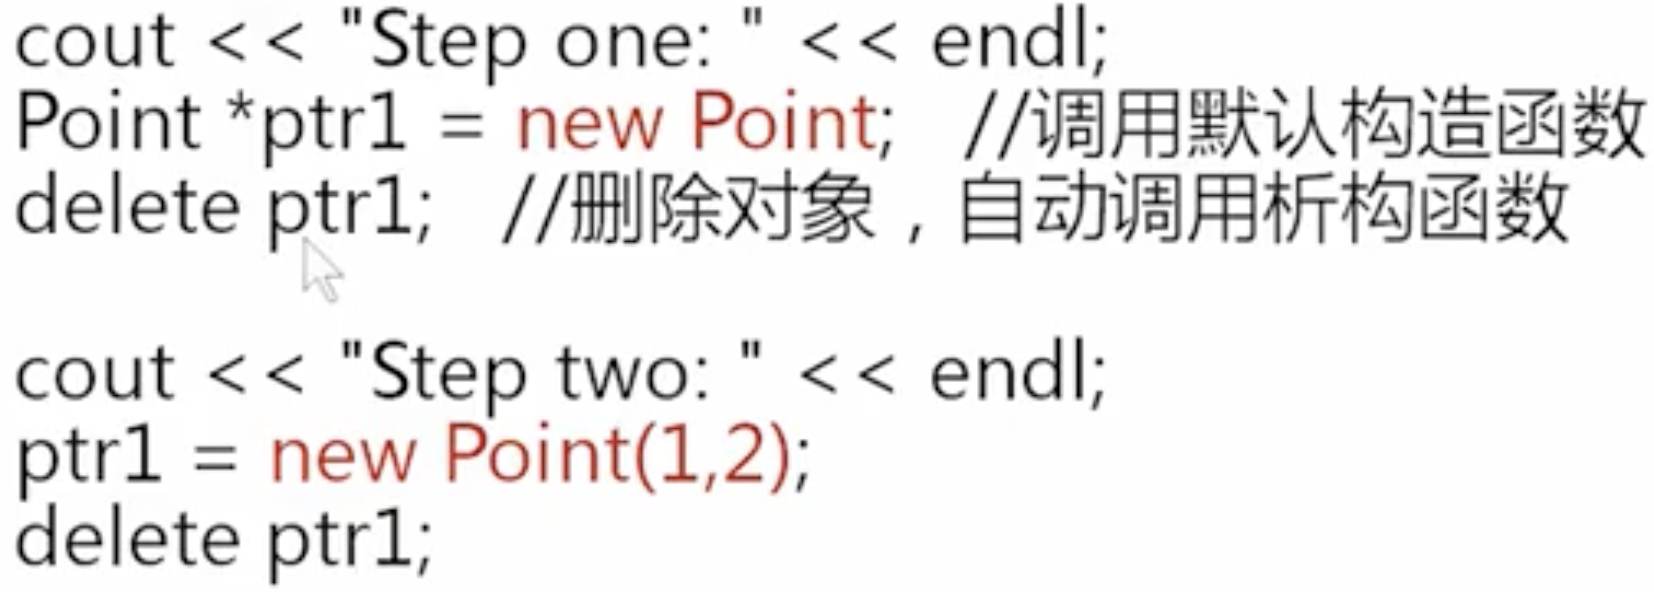 cout << "Step one: " << endl;
Point *ptr1 = new Point;   //调用默认构造函数
delete ptr1;   //删除对象，自动调用析构函数
cout << "Step two: " << endl;
ptr1 = new Point(1,2);
delete ptr1;